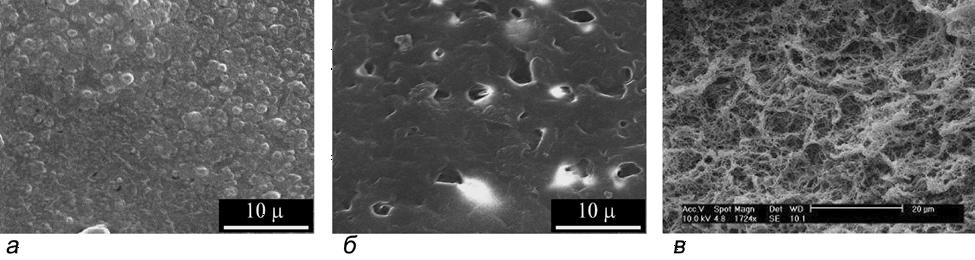 10 µ
10 µ
Acc.V Spot Magn Det WD 20 µm
10.0 kV 4.8 1724x SE 10.1
а
б
в